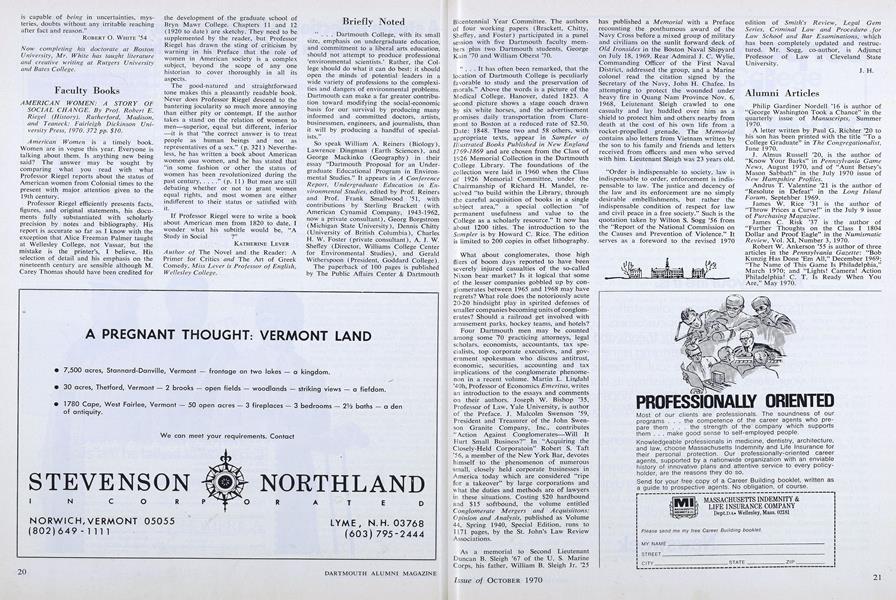 is capable of being in uncertainties, mys-
teries, doubts without any irritable reaching
after fact and reason."
ROBERT O. WHITE '54
Now completing his doctorate at Boston
University, Mr. White has taught literature
and creative writing at Rutgers University
and Bates College.
Faculty Books
AMERICAN WOMEN: A STORY OF
SOCIAL CHANGE. By Prof. Robert E.
Riegel (History). Rutherford, Madison,
and Teaneck: Fairleigh Dickinson Uni-
versity Press, 1970. 372 pp. $10.
American Women is a timely book.
Women are in vogue this year. Everyone is
talking about them. Is anything new being
said? The answer may be sought by
comparing what you read with what
Professor Riegel reports about the status of
American women from Colonial times to the
present with major attention given to the
19th century.
Professor Riegel efficiently presents facts,
figures, and original statements, his docu-
ments fully substantiated with scholarly
precision by notes and bibliography. His
report is accurate so far as I know with the
exception that Alice Freeman Palmer taught
at Wellesley College, not Vassar, but the
mistake is the printer's, I believe. His
selection of detail and his emphasis on the
nineteenth century are sensible although M.
Carey Thomas should have been credited for
the development of the graduate school of
Bryn Mawr College. Chapters 11 and 12
(1920 to date) are sketchy. They need to be
supplemented by the reader, but Professor
Riegel has drawn the sting of criticism by
warning in his Preface that the role of
women in American society is a complex
subject, beyond the scope of any one
historian to cover thoroughly in all its
aspects.
The good-natured and straightforward
tone makes this a pleasantly readable book.
Never does Professor Riegel descend to the
bantering jocularity so much more annoying
than either pity or contempt. If the author
takes a stand on the relation of women to
men—superior, equal but different, inferior
—it is that "the correct answer is to treat
people as human beings and not as
representatives of a sex." (p. 321) Neverthe-
less, he has written a book about American
women qua women, and he has stated that
"in some fashion or other the status of
women has been revolutionized during the
past century, . . . ." (p. 11) But men are still
debating whether or not to grant women
equal rights, and most women are either
indifferent to their status or satisfied with
it.
If Professor Riegel were to write a book
about American men from 1820 to date, I
wonder what his subtitle would be, "A
Study in Social ?"
KATHERINE LEVER
Author of The Novel and the Reader: A
Primer for Critics and The Art of Greek
Comedy, Miss Lever is Professor of English,
Wellesley College.
Briefly Noted
". . . Dartmouth College, with its small
size, emphasis on undergraduate education,
and commitment to a liberal arts education,
should not attempt to produce professional
'environmental scientists.' Rather, the Col-
lege should do what it can do best: it should
open the minds of potential leaders in a
wide variety of professions to the complexi-
ties and dangers of environmental problems.
Dartmouth can make a far greater contribu-
tion toward modifying the social-economic
basis for our survival by producing many
informed and committed doctors, artists,
businessmen, engineers, and journalists, than
it will by producing a handful of special-
ists."
So speak William A. Reiners (Biology),
Lawrence Dingman (Earth Sciences), and
George Mackinko (Geography) in their
essay "Dartmouth Proposal for an Under-
graduate Educational Program in Environ-
mental Studies." It appears in A Conference
Report, Undergraduate Education in En-
vironmental Studies, edited by Prof. Reiners
and Prof. Frank Smallwood '51, with
contributions by Sterling Brackett (with
American Cynamid Company, 1943-1962,
now a private consultant), Georg Borgstrom
(Michigan State University), Dennis Chitty
(University of British Columbia), Charles
H. W. Foster (private consultant), A. J. W.
Sheffey (Director, Williams College Center
for Environmental Studies), and Gerald
Witherspoon (President, Goddard College).
The paperback of 100 pages is published
by The Public Affairs Center & Dartmouth
A PREGNANT THOUGHT: VERMONT LAND
• 7,500 acres, Stannard-Danville, Vermont — frontage on two lakes — a kingdom.
• 30 acres, Thetford, Vermont — 2 brooks — open fields — woodlands — striking views — a fiefdom.
• 1780 Cape, West Fairlee, Vermont — 50 open acres — 3 fireplaces — 3 bedrooms — 2½ baths — a den
of antiquity.
We can meet your requirements. Contact
STEVENSON NORTHLAND
INCORPORATED
NORWICH, VERMONT 05055
(802) 649 - 1111
LYME, N.H. 03768
(603) 795-2444
20
DARTMOUTH ALUMNI MAGAZINE
Bicentennial Year Committee. The authors
of four working papers (Brackett, Chitty,
Sheffey, and Foster) participated in a panel
session with five Dartmouth faculty mem-
bers plus two Dartmouth students, George
Kain '70 and William Obenz '70.
". . . It has often been remarked, that the
location of Dartmouth College is peculiarly
favorable to study and the preservation of
morals." Above the words is a picture of the
Medical College, Hanover, dated 1823. A
second picture shows a stage coach drawn
by six white horses, and the advertisement
promises daily transportation from Clare-
mont to Boston at a reduced rate of $2.50.
Date: 1848. These two and 58 others, with
appropriate texts, appear in Sampler of
Illustrated Books Published in New England
1769-1869 and are chosen from the Class of
1926 Memorial Collection in the Dartmouth
College Library. The foundations of the
collection were laid in 1960 when the Class
of 1926 Memorial Committee, under the
Chairmanship of Richard H. Mandel, re-
solved "to build within the Library, through
the careful acquisition of books in a single
subject area," a special collection "of
permanent usefulness and value to the
College as a scholarly resource." It now has
about 1200 titles. The introduction to the
Sampler is by Howard C. Rice. The edition
is limited to 200 copies in offset lithography.
What about conglomerates, those high
fliers of boom days reported to have been
severely injured casualties of the so-called
Nixon bear market? Is it logical that some
of the lesser companies gobbled up by con-
glomerates between 1965 and 1968 may have
regrets? What role does the notoriously acute
20-20 hindsight play in spirited defenses of
smaller companies becoming units of conglom-
erates? Should a railroad get involved with
amusement parks, hockey teams, and hotels?
Four Dartmouth men may be counted
among some 70 practicing attorneys, legal
scholars, economists, accountants, tax spe-
cialists, top corporate executives, and gov-
ernment spokesman who discuss antitrust,
economic, securities, accounting and tax
implications of the conglomerate phenome-
non in a recent volume. Martin L. Lindahl
'40h, Professor of Economics Emeritus, writes
an introduction to the essays and comments
on their authors. Joseph W. Bishop '35,
Professor of Law, Yale University, is author
of the Preface. J. Malcolm Swenson '59,
President and Treasurer of the John Swen-
son Granite Company, Inc., contributes
"Action Against Conglomerates—Will It
Hurt Small Business?" In "Acquiring the
Closely-Held Corporatoin" Robert S. Taft
'56, a member of the New York Bar, devotes
himself to the phenomenon of numerous
small, closely held corporate businesses in
America today which are considered "ripe
for a takeover" by large corporations and
what the duties and methods are of lawyers
in these situations. Costing $20 hardbound
and $15 softbound, the volume entitled
Conglomerate Mergers and Acquisitions:
Opinion and Analysis, published as Volume
44, Spring 1940, Special Edition, runs to
1171 pages, by the St. John's Law Review
Associations.
As a memorial to Second Lieutenant
Duncan B. Sleigh '67 of the U. S. Marine
Corps, his father, William B. Sleigh Jr. '25
has published a Memorial with a Preface
recounting the posthumous award of the
Navy Cross before a mixed group of military
and civilians on the sunlit forward deck of
Old Ironsides in the Boston Naval Shipyard
on July 18, 1969. Rear Admiral J. C. Wylie,
Commanding Officer of the First Naval
District, addressed the group, and a Marine
colonel read the citation signed by the
Secretary of the Navy, John H. Chafee. In
attempting to protect the wounded under
heavy fire in Quang Nam Province Nov. 6,
1968, Lieutenant Sleigh crawled to one
casualty and lay huddled over him as a
shield to protect him and others nearby from
death at the cost of his own life from a
rocket-propelled grenade. The Memorial
contains also letters from Vietnam written by
the son to his family and friends and letters
received from officers and men who served
with him. Lieutenant Sleigh was 23 years old.
"Order is indispensable to society, law is
indispensable to order, enforcement is indis-
pensable to law. The justice and decency of
the law and its enforcement are no simply
desirable embellishments, but rather the
indispensable condition of respect for law
and civil peace in a free society." Such is the
quotation taken by Wilton S. Sogg '56 from
the "Report of the National Commission on
the Causes and Prevention of Violence." It
serves as a foreword to the revised 1970
edition of Smith's Review, Legal Gem
Series, Criminal Law and Procedure for
Law School and Bar Examinations, which
has been completely updated and restruc-
tured. Mr. Sogg, co-author, is Adjunct
Professor of Law at Cleveland State
University.
J. H.
Alumni Articles
Philip Gardiner Nordell '16 is author of
"George Washington Took a Chance" in the
quarterly issue of Manuscripts, Summer
1970.
A letter written by Paul G. Richter '20 to
his son has been printed with the title "To a
College Graduate" in The Congregationalist,
June 1970.
J. Almus Russell '20, is the author of
"Know Your Barks" in Pennsylvania Game
News, August 1970, and of "Aunt Betsey's
Mason Sabbath" in the July 1970 issue of
New Hampshire Profiles.
Andrus T. Valentine '21 is the author of
"Resolute in Defeat" in the Long Island
Forum, September 1969.
James W. Rice '31 is the author of
"Price Prices a Curve!" in the July 9 issue
of Purchasing Magazine.
James C. Risk '37 is the author of
"Further Thoughts on the Class I 1804
Dollar and Proof Eagle" in the Numismatic
Review, Vol. XI, Number 3, 1970.
Robert W. Ankerson '55 is author of three
articles in the Pennsylvania Gazette: "Bob
Kunzig Has Done 'Em All," December 1969;
"The Name of This Game Is Philadelphia,"
March 1970; and "Lights! Camera! Action
Philadelphia! C. T. Is Ready When You
Are," May 1970.
PROFESSIONALLY ORIENTED
Most of our clients are professionals. The soundness of our
programs . . . the competence of the career agents who pre-
pare them . . . the strength of the company which supports
them . . . make good sense to self-employed people.
Knowledgeable professionals in medicine, dentistry, architecture,
and law, choose Massachusetts Indemnity and Life Insurance for
their personal protection. Our professionally-oriented career
agents, supported by a nationwide organization with an enviable
history of innovative plans and attentive service to every policy-
holder, are the reasons they do so.
Send for your free copy of a Career Building booklet, written as
a guide to prospective agents. No obligation, of course.
MI
MASSACHUSETTS INDEMNITY &
LIFE INSURANCE COMPANY
Wellesley, Mass. 02181
Please send me my free Career Building booklet.
MY NAME
STREET
CITY STATE ZIP
Issue of OCTOBER 1970
21